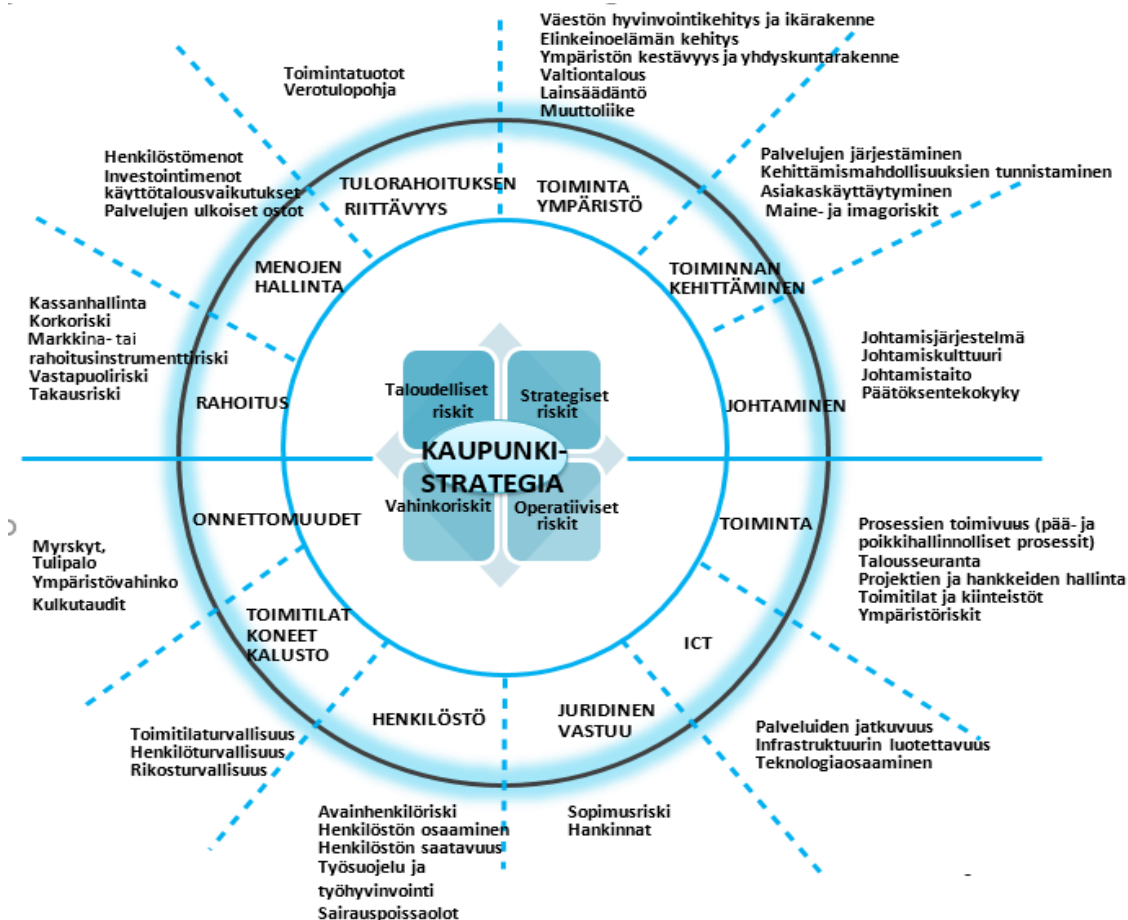 Väestön hyvinvointikehitys ja ikärakenne
Elinkeinoelämän kehitys
Ympäristön kestävyys ja yhdyskuntarakenne
Valtiontalous
Lainsäädäntö
Muuttoliike
Toimintatuotot
Verotulopohja
Henkilöstömenot
Investointimenot
käyttötalousvaikutukset
Palvelujen ulkoiset ostot
Palvelujen järjestäminen
Kehittämismahdollisuuksien tunnistaminen
Asiakaskäyttäytyminen
Maine- ja imagoriskit
TULORAHOITUKSEN
RIITTÄVYYS
TOIMINTA
YMPÄRISTÖ
MENOJEN
HALLINTA
TOIMINNAN
KEHITTÄMINEN
Kassanhallinta
Korkoriski
Markkina- tai
rahoitusinstrumenttiriski
Vastapuoliriski
Takausriski
RAHOITUS
JOHTAMINEN
Johtamisjärjestelmä
Johtamiskulttuuri
Johtamistaito
Päätöksentekokyky
Taloudelliset
riskit
Strategiset
riskit
KAUPUNKI-
STRATEGIA
Vahinkoriskit
Operatiiviset
riskit
ONNETTOMUUDET
TOIMINTA
Myrskyt,
Tulipalo
Ympäristövahinko
Kulkutaudit
Prosessien toimivuus (pää- ja
poikkihallinnolliset prosessit)
Talousseuranta
Projektien ja hankkeiden hallinta
Toimitilat ja kiinteistöt
Ympäristöriskit
TOIMITILAT
KONEET
KALUSTO
ICT
HENKILÖSTÖ
JURIDINEN
VASTUU
Toimitilaturvallisuus
Henkilöturvallisuus
Rikosturvallisuus
Palveluiden jatkuvuus
Infrastruktuurin luotettavuus
Teknologiaosaaminen
Avainhenkilöriski
Henkilöstön osaaminen
Henkilöstön saatavuus
Työsuojelu ja
työhyvinvointi
Sairauspoissaolot
Sopimusriski
Hankinnat